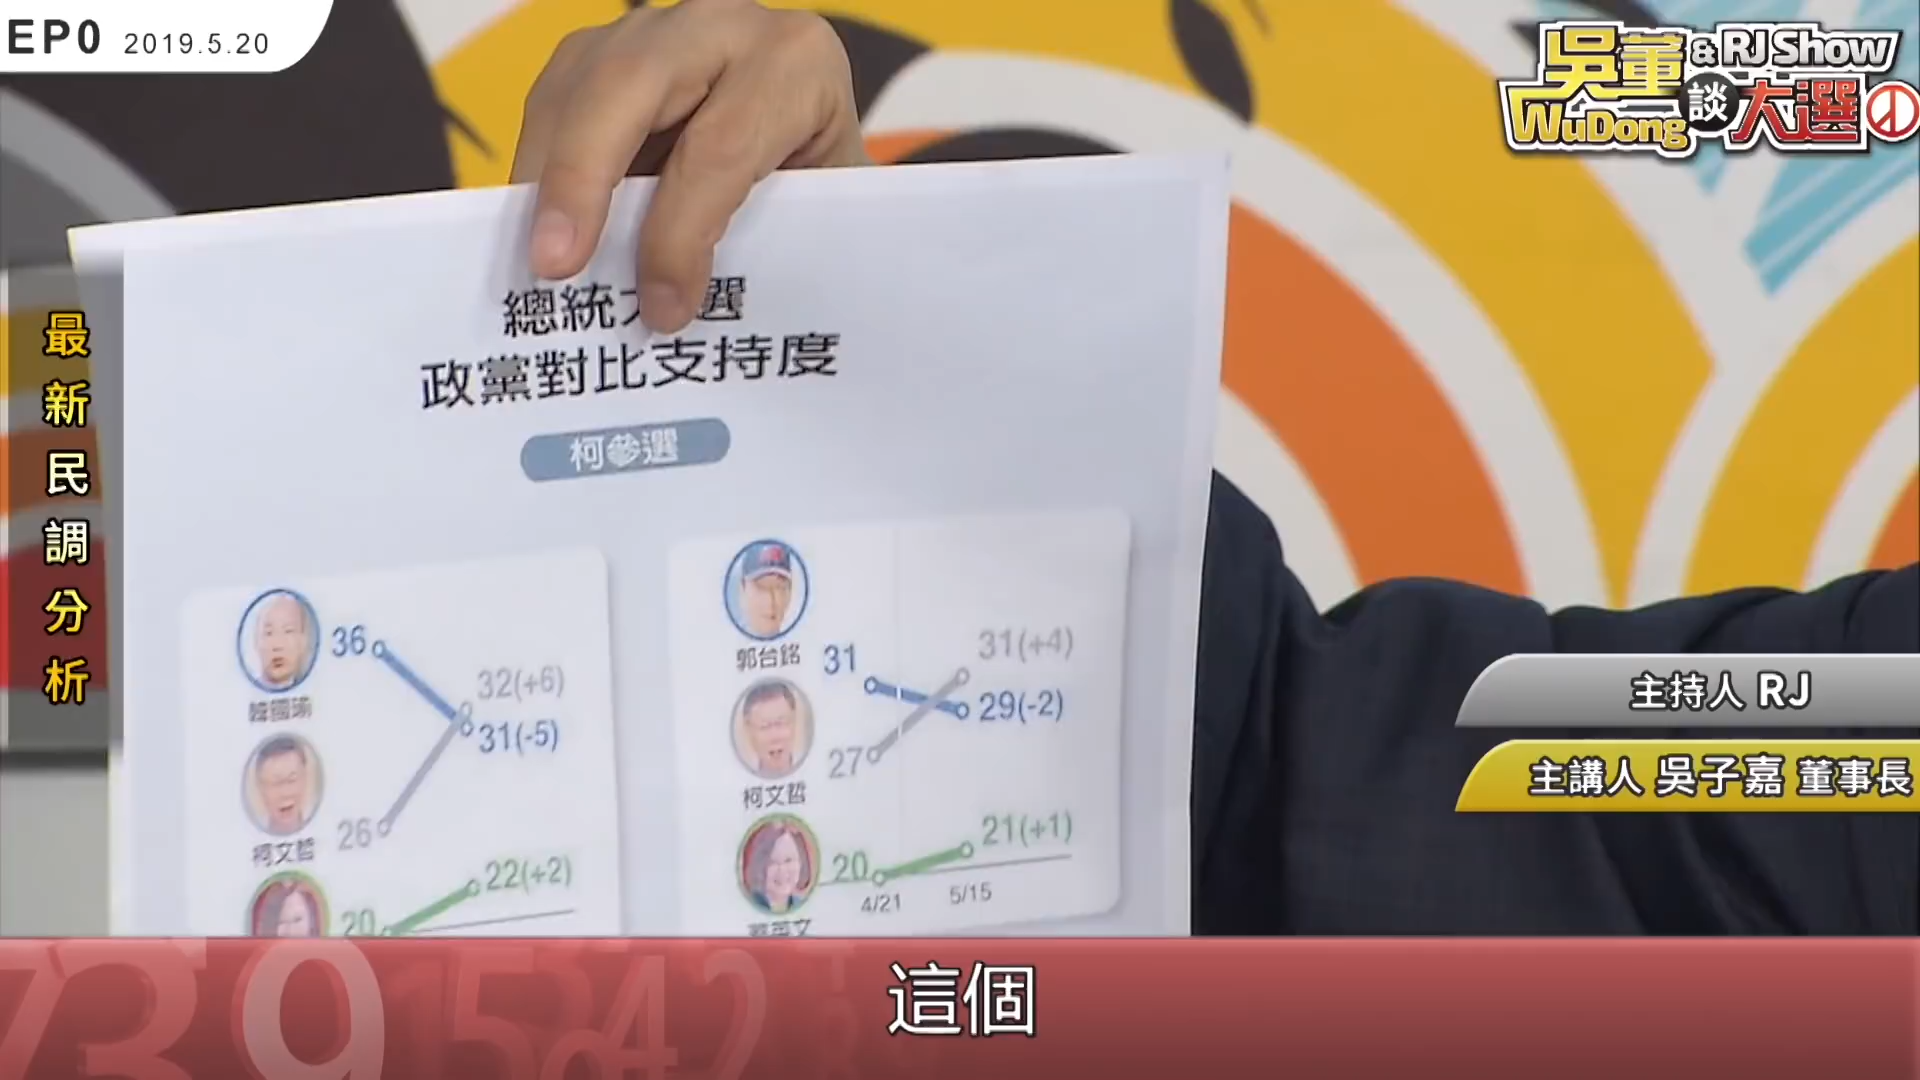 EP0 2019.5.20
吳董 & RJ Show
WuDong 談 大選
最新民調分析
總統大選
政黨對比支持度
柯參選
韓國瑜
36
32(+6)
31(-5)
柯文哲
26
20
22(+2)
郭台銘
31
31(+4)
29(-2)
柯文哲
27
蔡英文
20
21(+1)
4/21
5/15
主持人 RJ
主講人 吳子嘉 董事長
這個